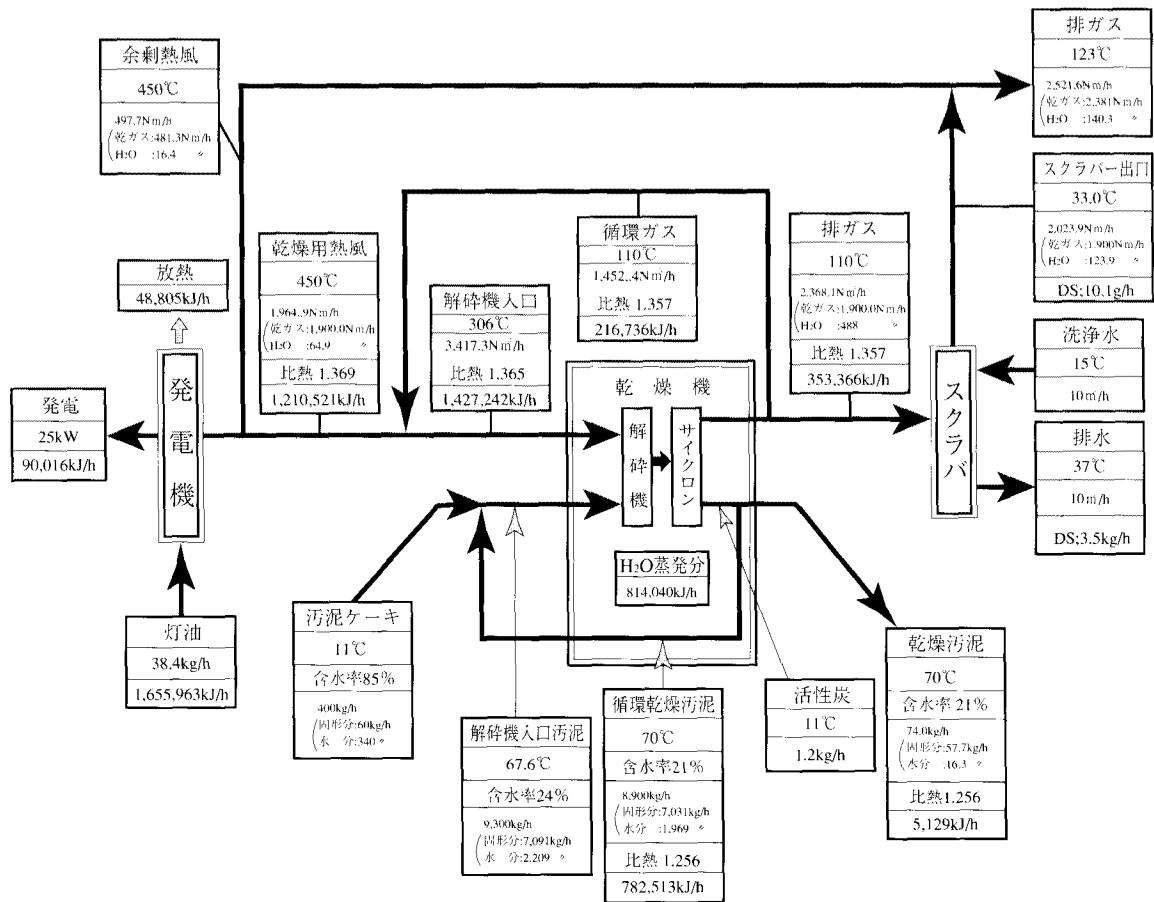 余剰熱風
450℃
497.7Nm³/h
(乾ガス:481.3Nm³/h
H₂O :16.4 〃
排ガス
123℃
2,521.6Nm³/h
(乾ガス:2,381Nm³/h
H₂O :140.3 〃
スクラバー出口
33.0℃
2,023.9Nm³/h
(乾ガス:1,900Nm³/h
H₂O :123.9 〃
DS;10.1g/h
循環ガス
110℃
1,452.4Nm³/h
比熱 1.357
216,736kJ/h
排ガス
110℃
2,368.1Nm³/h
(乾ガス:1,900.0Nm³/h
H₂O :488 〃
比熱 1.357
353,366kJ/h
乾燥用熱風
450℃
1,964.9Nm³/h
(乾ガス:1,900.0Nm³/h
H₂O :64.9 〃
比熱 1.369
1,210,521kJ/h
放熱
48,805kJ/h
解砕機入口
306℃
3,417.3Nm³/h
比熱 1.365
1,427,242kJ/h
洗浄水
15℃
10㎥/h
発電
25kW
90,016kJ/h
発電機
乾燥機
解砕機
サイクロン
H₂O蒸発分
814,040kJ/h
スクラバ
排水
37℃
10㎥/h
DS;3.5kg/h
灯油
38.4kg/h
1,655,963kJ/h
汚泥ケーキ
11℃
含水率85%
400kg/h
(固形分:60kg/h
水 分:340 〃
解砕機入口汚泥
67.6℃
含水率24%
9,300kg/h
(固形分:7,091kg/h
水 分:2,209 〃
循環乾燥汚泥
70℃
含水率21%
8,900kg/h
(固形分:7,031kg/h
水分 :1,969 〃
比熱 1.256
782,513kJ/h
活性炭
11℃
1.2kg/h
乾燥汚泥
70℃
含水率 21%
74.0kg/h
(固形分:57.7kg/h
水分 :16.3 〃
比熱1.256
5,129kJ/h